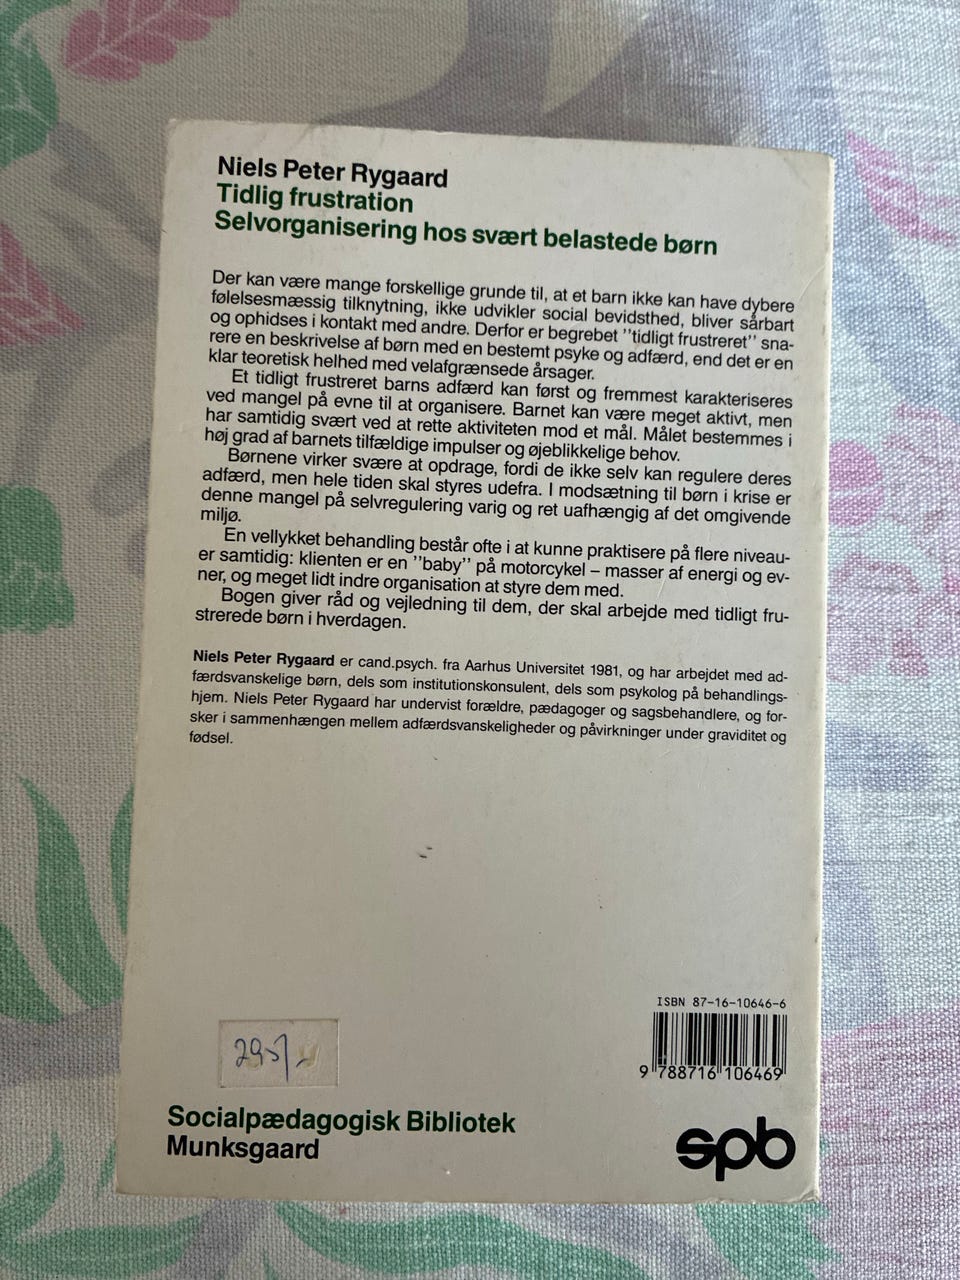 Niels Peter Rygaard
Tidlig frustration
Selvorganisering hos svært belastede børn
Der kan være mange forskellige grunde til, at et barn ikke kan have dybere
følelsesmæssig tilknytning, ikke udvikler social bevidsthed, bliver sårbart
og ophidses i kontakt med andre. Derfor er begrebet "tidligt frustreret" sna-
rere en beskrivelse af børn med en bestemt psyke og adfærd, end det er en
klar teoretisk helhed med velafgrænsede årsager.
Et tidligt frustreret barns adfærd kan først og fremmest karakteriseres
ved mangel på evne til at organisere. Barnet kan være meget aktivt, men
har samtidig svært ved at rette aktiviteten mod et mål. Målet bestemmes i
høj grad af barnets tilfældige impulser og øjeblikkelige behov.
Børnene virker svære at opdrage, fordi de ikke selv kan regulere deres
adfærd, men hele tiden skal styres udefra. I modsætning til børn i krise er
denne mangel på selvregulering varig og ret uafhængig af det omgivende
miljø.
En vellykket behandling består ofte i at kunne praktisere på flere niveau-
er samtidig: klienten er en "baby" på motorcykel – masser af energi og ev-
ner, og meget lidt indre organisation at styre dem med.
Bogen giver råd og vejledning til dem, der skal arbejde med tidligt fru-
strerede børn i hverdagen.
Niels Peter Rygaard er cand.psych. fra Aarhus Universitet 1981, og har arbejdet med ad-
færdsvanskelige børn, dels som institutionskonsulent, dels som psykolog på behandlings-
hjem. Niels Peter Rygaard har undervist forældre, pædagoger og sagsbehandlere, og for-
sker i sammenhængen mellem adfærdsvanskeligheder og påvirkninger under graviditet og
fødsel.
ISBN 87-16-10646-6
9 788716 106469
295/-
Socialpædagogisk Bibliotek
Munksgaard
spb